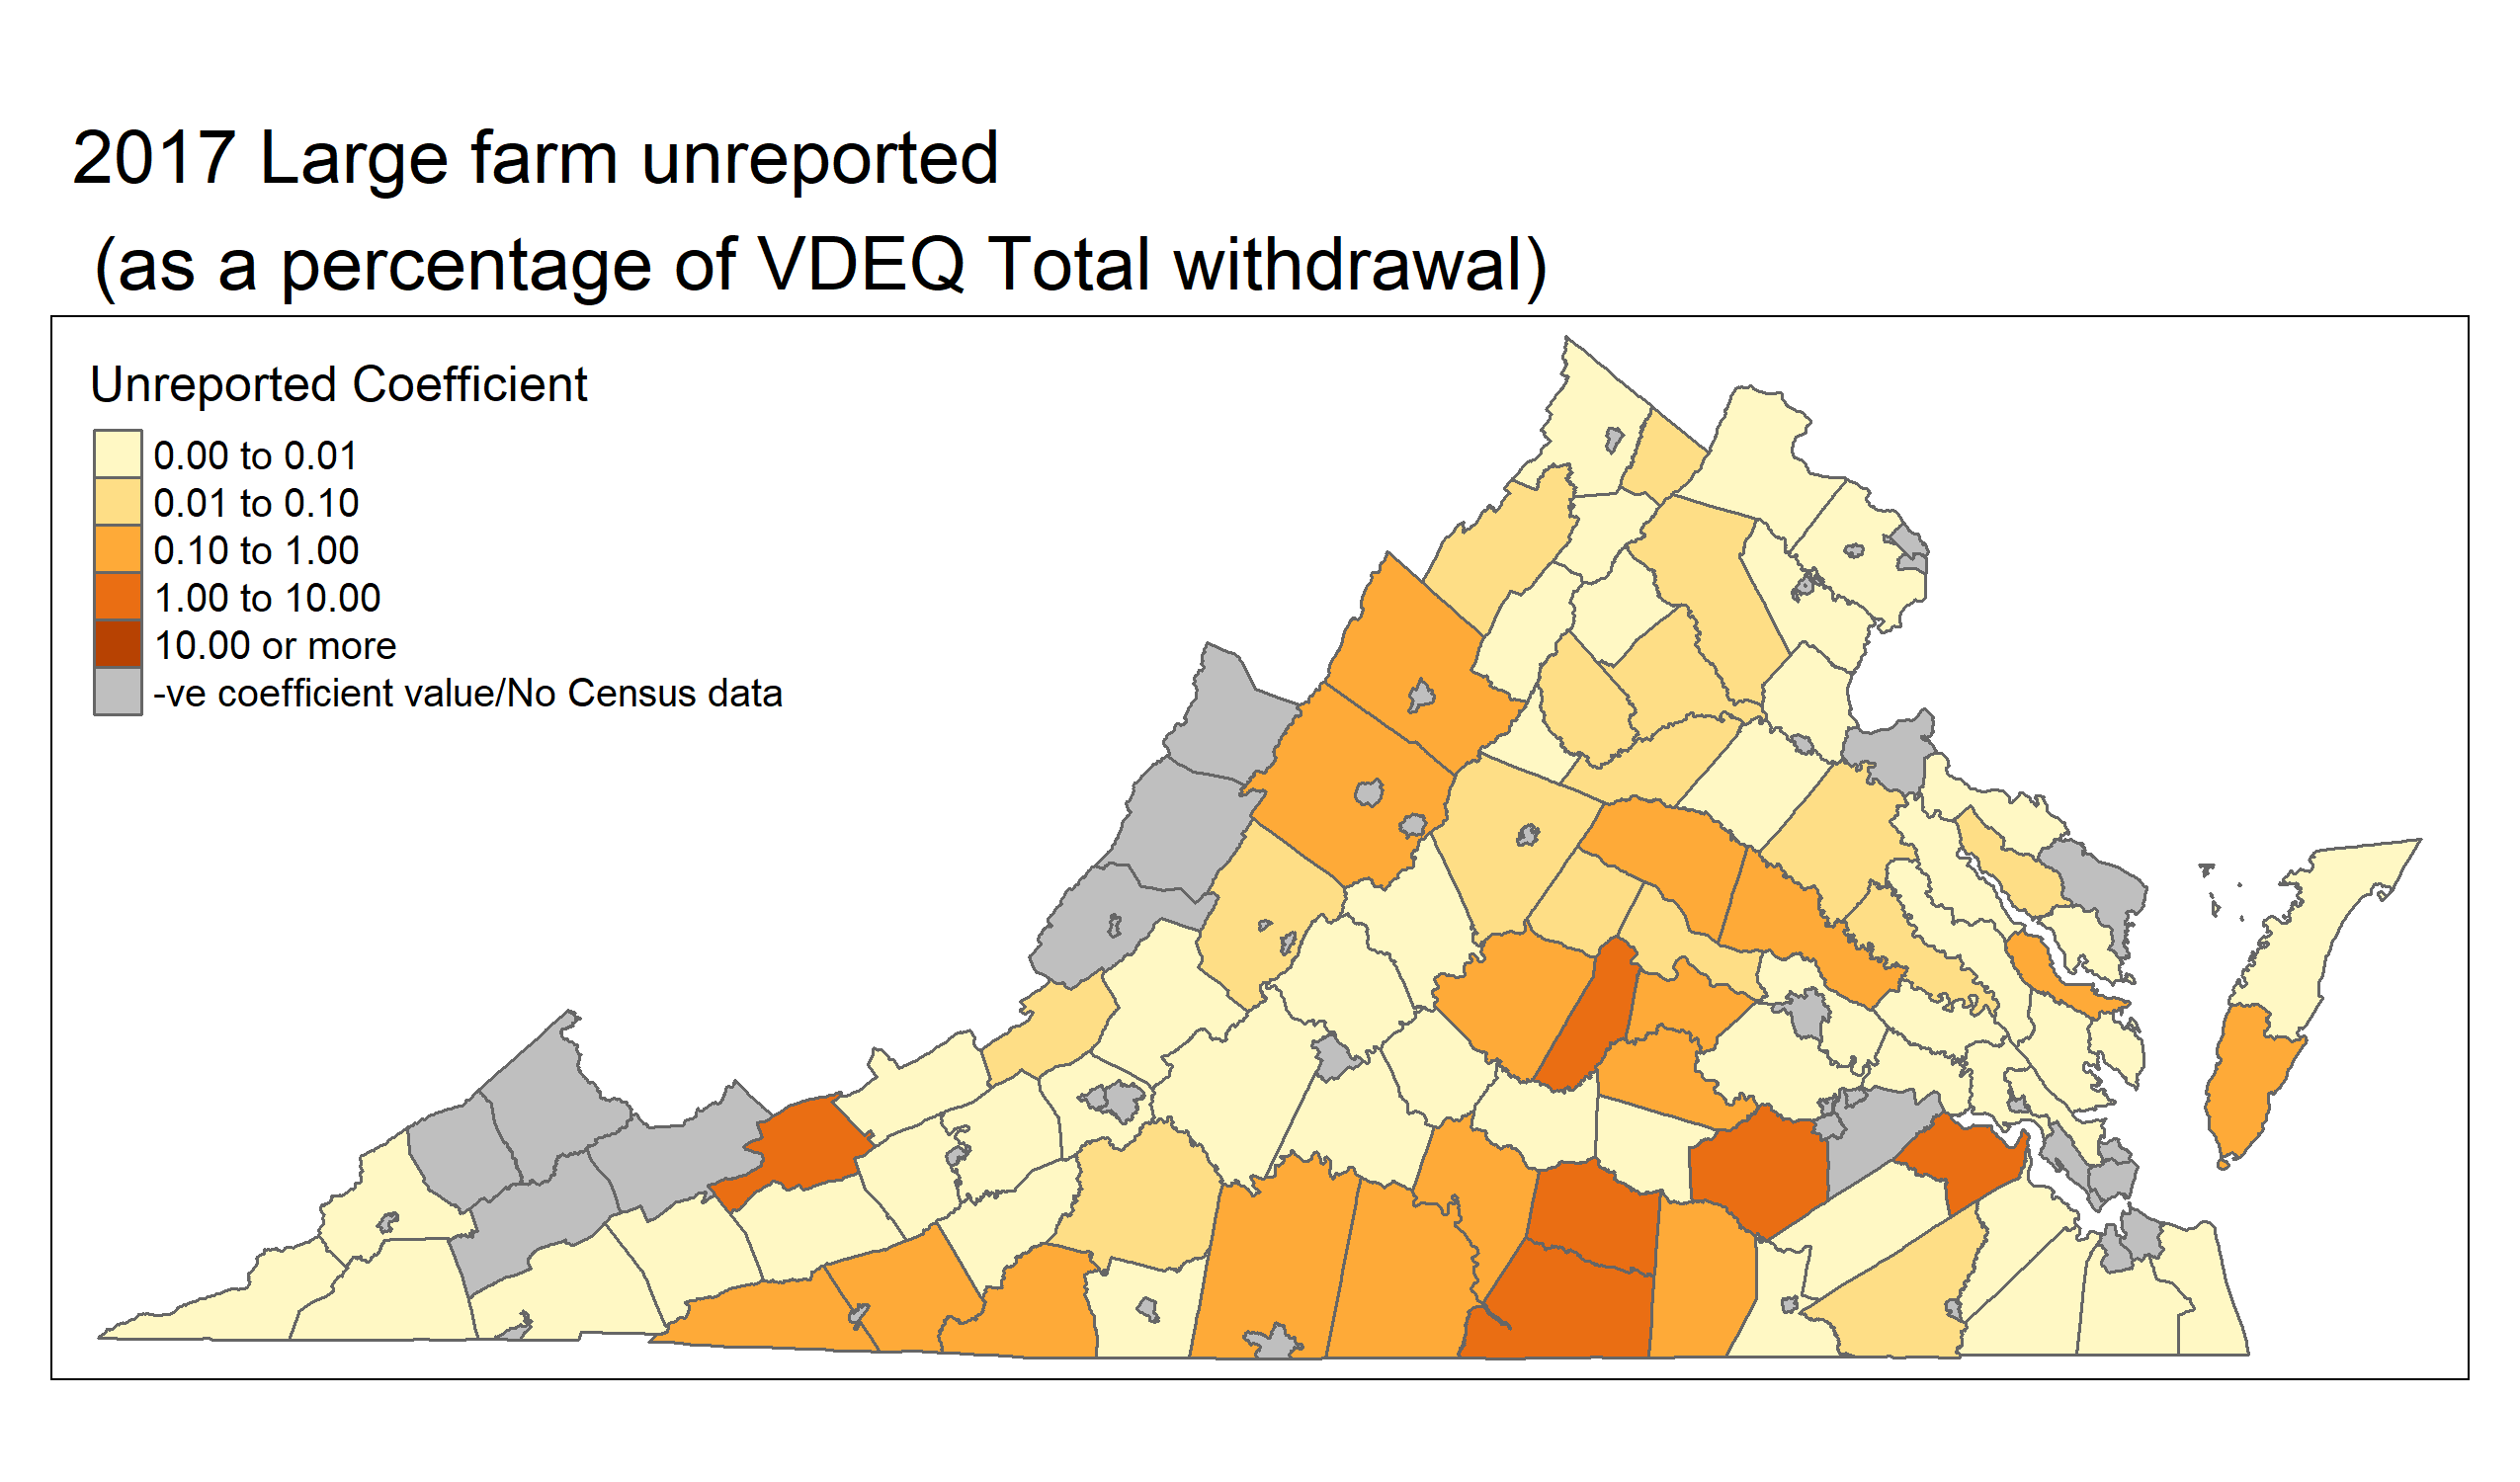 2017 Large farm unreported
(as a percentage of VDEQ Total withdrawal)
Unreported Coefficient
0.00 to 0.01
0.01 to 0.10
0.10 to 1.00
1.00 to 10.00
10.00 or more
-ve coefficient value/No Census data